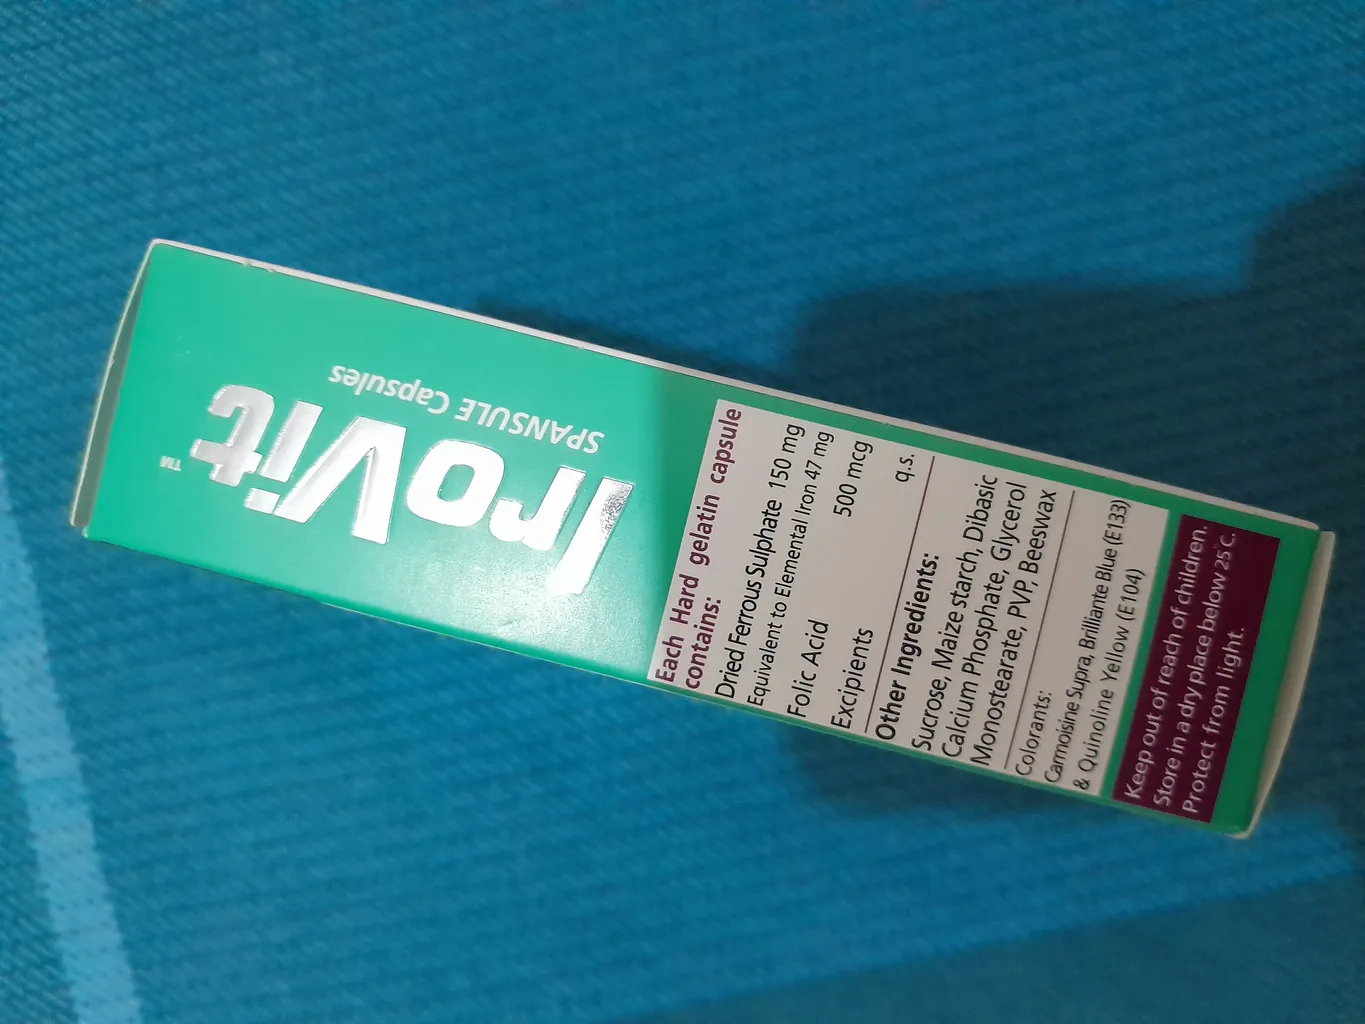 IroVit™
SPANSULE Capsules
Each Hard gelatin capsule
contains:
Dried Ferrous Sulphate 150 mg
Equivalent to Elemental Iron 47 mg
Folic Acid 500 mcg
Excipients q.s.
Other Ingredients:
Sucrose, Maize starch, Dibasic
Calcium Phosphate, Glycerol
Monostearate, PVP, Beeswax
Colorants:
Carmoisine Supra, Brilliante Blue (E133)
& Quinoline Yellow (E104)
Keep out of reach of children.
Store in a dry place below 25°C.
Protect from light.